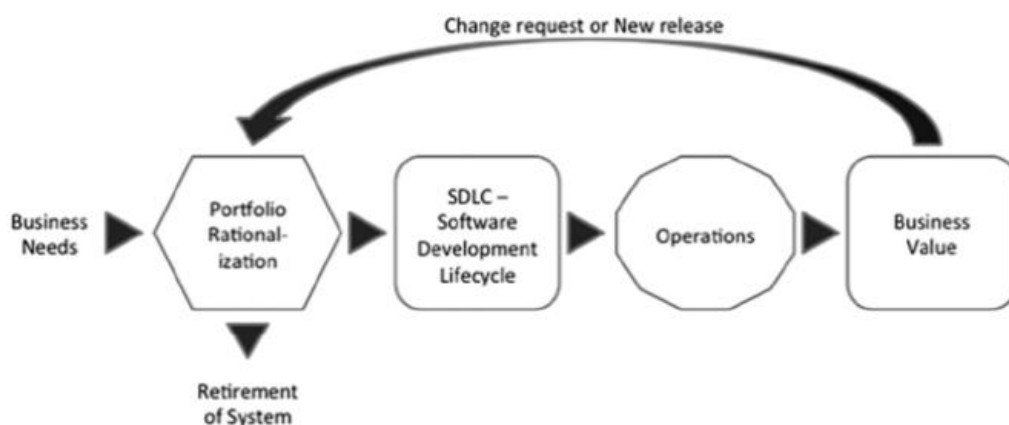 Change request or New release
Business
Needs
Portfolio
Rational-
ization
SDLC –
Software
Development
Lifecycle
Operations
Business
Value
Retirement
of System